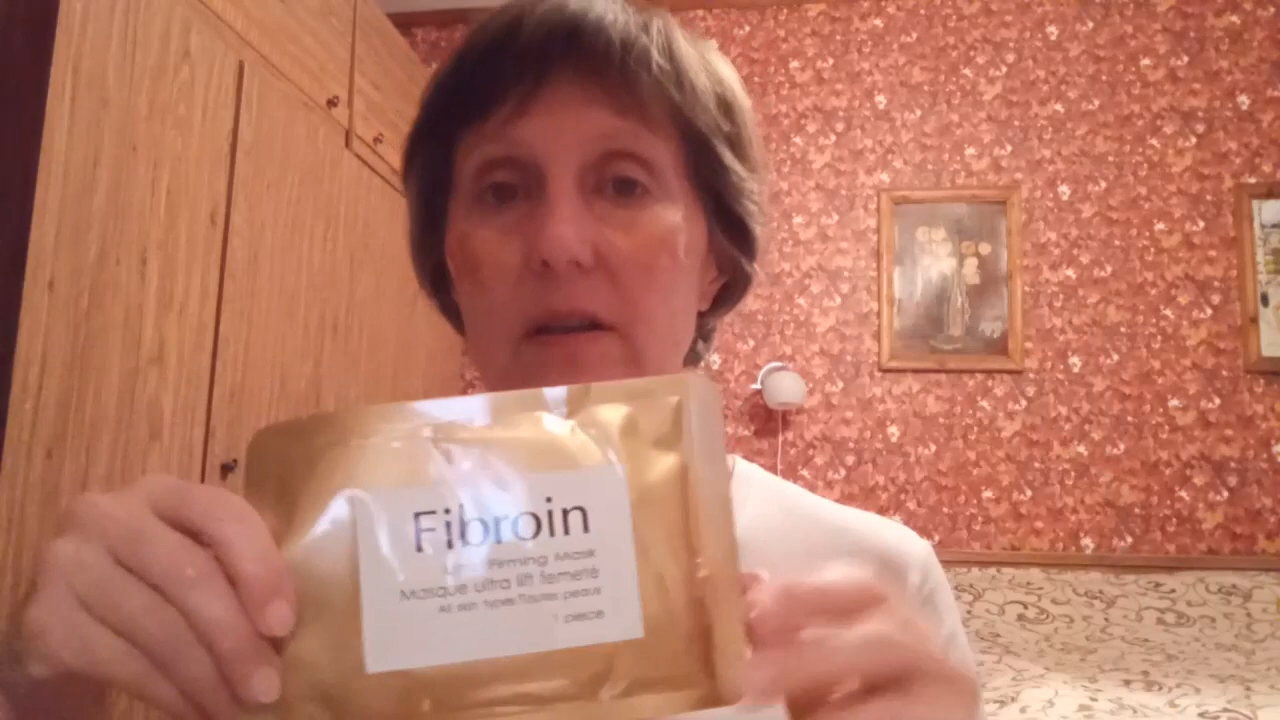 Fibroin
Firming Mask
Masque ultra lift fermeté
All skin types/Toutes peaux
1 piece